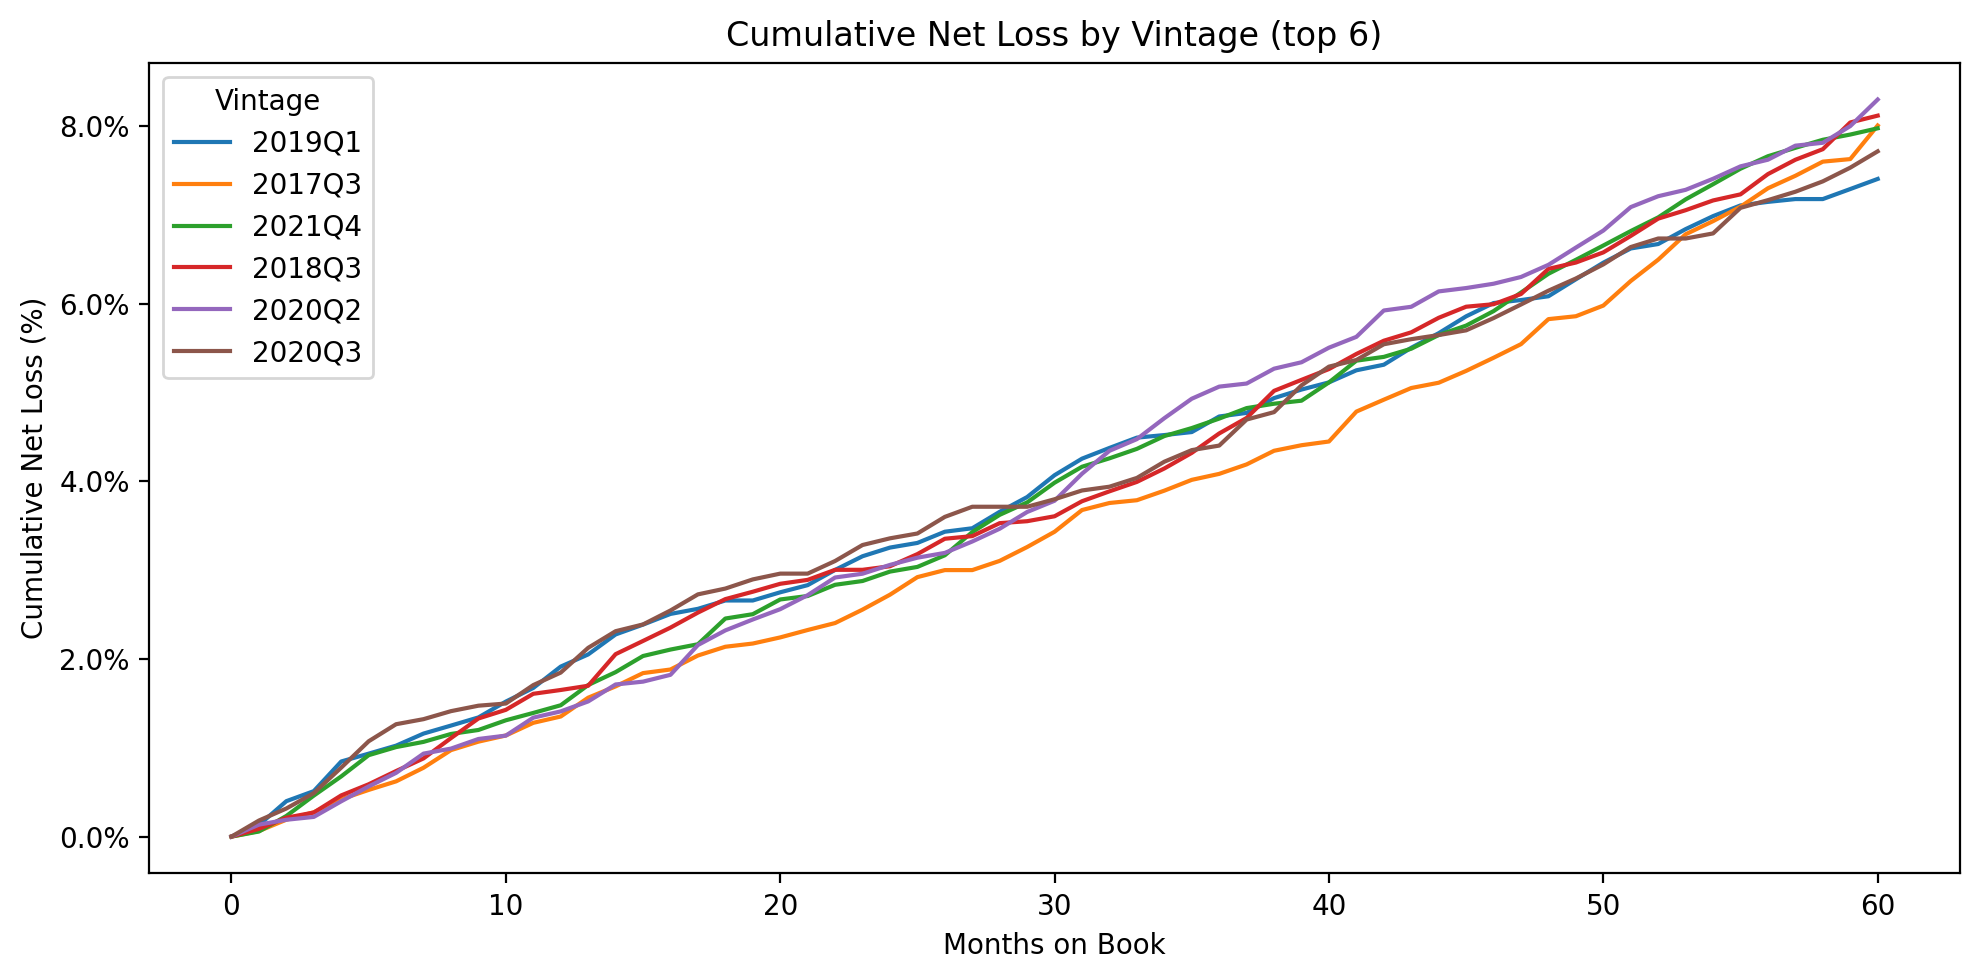 Cumulative Net Loss by Vintage (top 6)
Vintage
2019Q1
2017Q3
2021Q4
2018Q3
2020Q2
2020Q3
Cumulative Net Loss (%)
8.0%
6.0%
4.0%
2.0%
0.0%
0 10 20 30 40 50 60
Months on Book